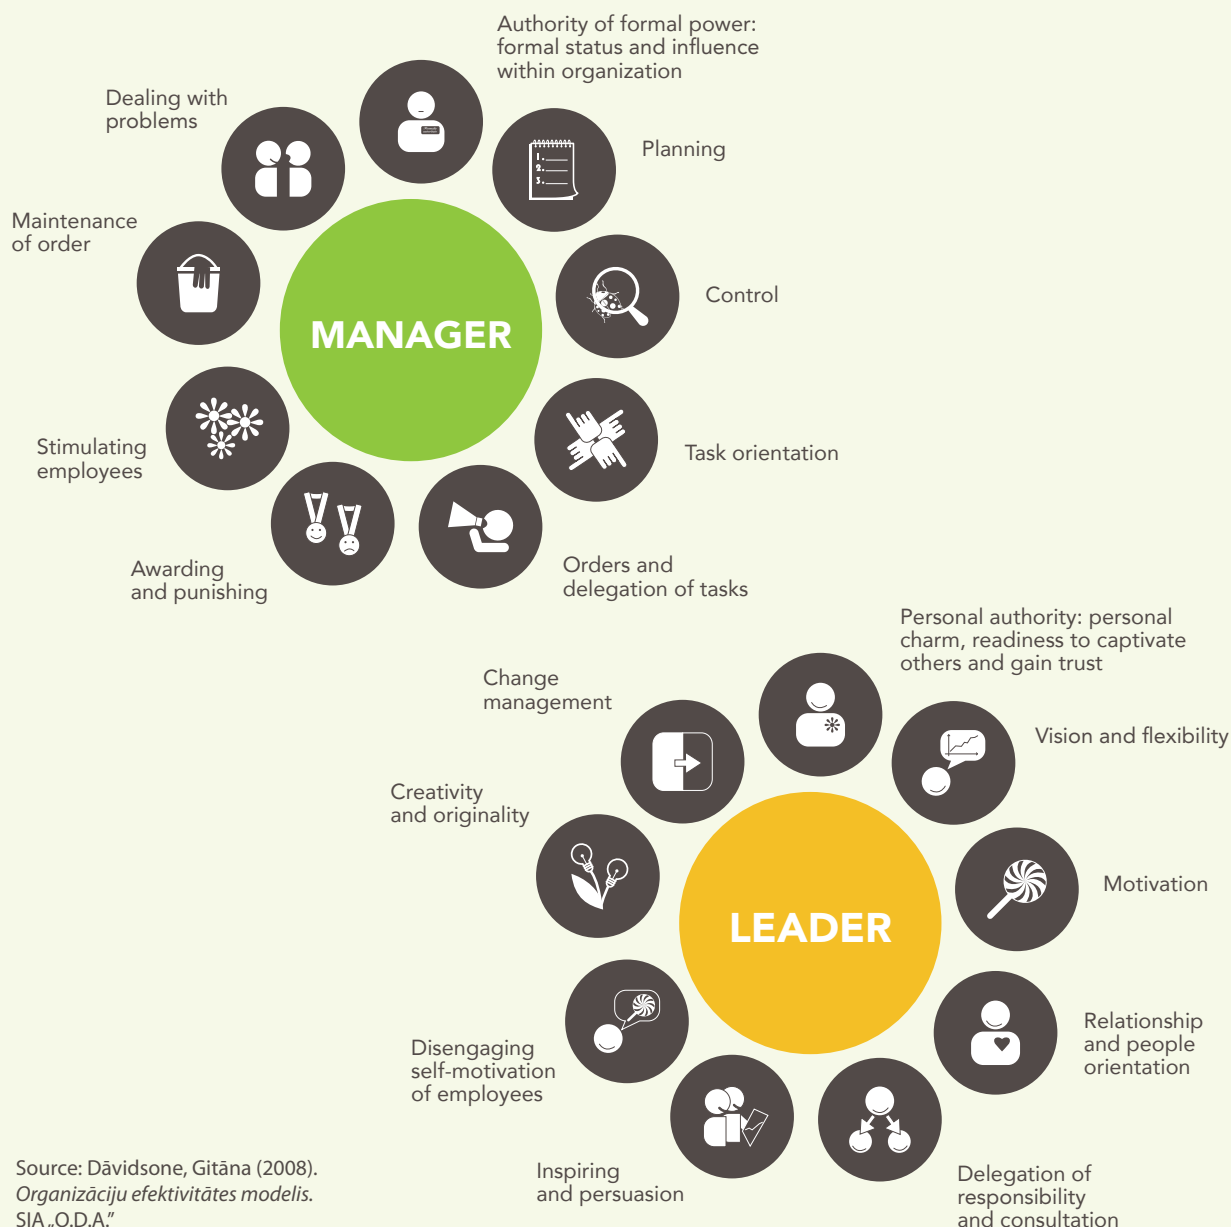 Authority of formal power:
formal status and influence
within organization
Dealing with
problems
Planning
1.
2.
3.
Maintenance
of order
Control
MANAGER
Stimulating
employees
Task orientation
Awarding
and punishing
Orders and
delegation of tasks
Personal authority: personal
charm, readiness to captivate
others and gain trust
Change
management
Vision and flexibility
Creativity
and originality
Motivation
LEADER
Disengaging
self-motivation
of employees
Relationship
and people
orientation
Inspiring
and persuasion
Delegation of
responsibility
and consultation
Source: Dāvidsone, Gitāna (2008).
Organizāciju efektivitātes modelis.
SIA „O.D.A.”